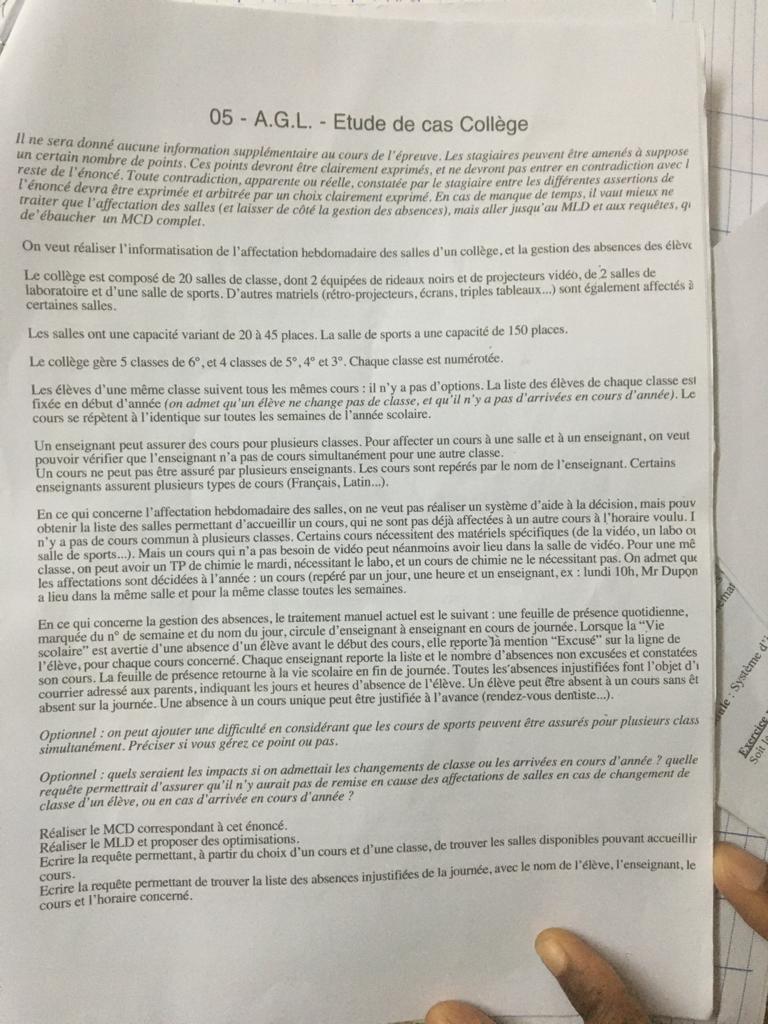 05 - A.G.L. - Etude de cas Collège
Il ne sera donné aucune information supplémentaire au cours de l'épreuve. Les stagiaires peuvent être amenés à suppose
un certain nombre de points. Ces points devront être clairement exprimés, et ne devront pas entrer en contradiction avec l
reste de l'énoncé. Toute contradiction, apparente ou réelle, constatée par le stagiaire entre les différentes assertions de
l'énoncé devra être exprimée et arbitrée par un choix clairement exprimé. En cas de manque de temps, il vaut mieux ne
traiter que l'affectation des salles (et laisser de côté la gestion des absences), mais aller jusqu'au MLD et aux requêtes, qu
de'ébaucher un MCD complet.
On veut réaliser l'informatisation de l'affectation hebdomadaire des salles d'un collège, et la gestion des absences des élève
Le collège est composé de 20 salles de classe, dont 2 équipées de rideaux noirs et de projecteurs vidéo, de 2 salles de
laboratoire et d'une salle de sports. D'autres matriels (rétro-projecteurs, écrans, triples tableaux...) sont également affectés à
certaines salles.
Les salles ont une capacité variant de 20 à 45 places. La salle de sports a une capacité de 150 places.
Le collège gère 5 classes de 6°, et 4 classes de 5°, 4° et 3°. Chaque classe est numérotée.
Les élèves d'une même classe suivent tous les mêmes cours : il n'y a pas d'options. La liste des élèves de chaque classe est
fixée en début d'année (on admet qu'un élève ne change pas de classe, et qu'il n'y a pas d'arrivées en cours d'année). Le
cours se répètent à l'identique sur toutes les semaines de l'année scolaire.
Un enseignant peut assurer des cours pour plusieurs classes. Pour affecter un cours à une salle et à un enseignant, on veut
pouvoir vérifier que l'enseignant n'a pas de cours simultanément pour une autre classe.
Un cours ne peut pas être assuré par plusieurs enseignants. Les cours sont repérés par le nom de l'enseignant. Certains
enseignants assurent plusieurs types de cours (Français, Latin...).
En ce qui concerne l'affectation hebdomadaire des salles, on ne veut pas réaliser un système d'aide à la décision, mais pouv
obtenir la liste des salles permettant d'accueillir un cours, qui ne sont pas déjà affectées à un autre cours à l'horaire voulu. I
n'y a pas de cours commun à plusieurs classes. Certains cours nécessitent des matériels spécifiques (de la vidéo, un labo ou
salle de sports...). Mais un cours qui n'a pas besoin de vidéo peut néanmoins avoir lieu dans la salle de vidéo. Pour une mê
classe, on peut avoir un TP de chimie le mardi, nécessitant le labo, et un cours de chimie ne le nécessitant pas. On admet que
les affectations sont décidées à l'année : un cours (repéré par un jour, une heure et un enseignant, ex : lundi 10h, Mr Dupon
a lieu dans la même salle et pour la même classe toutes les semaines.
En ce qui concerne la gestion des absences, le traitement manuel actuel est le suivant : une feuille de présence quotidienne,
marquée du n° de semaine et du nom du jour, circule d'enseignant à enseignant en cours de journée. Lorsque la "Vie
scolaire" est avertie d'une absence d'un élève avant le début des cours, elle reporte la mention "Excusé" sur la ligne de
l'élève, pour chaque cours concerné. Chaque enseignant reporte la liste et le nombre d'absences non excusées et constatées
son cours. La feuille de présence retourne à la vie scolaire en fin de journée. Toutes les absences injustifiées font l'objet d'u
courrier adressé aux parents, indiquant les jours et heures d'absence de l'élève. Un élève peut être absent à un cours sans êt
absent sur la journée. Une absence à un cours unique peut être justifiée à l'avance (rendez-vous dentiste...).
Optionnel : on peut ajouter une difficulté en considérant que les cours de sports peuvent être assurés pour plusieurs class
simultanément. Préciser si vous gérez ce point ou pas.
Optionnel : quels seraient les impacts si on admettait les changements de classe ou les arrivées en cours d'année ? quelle
requête permettrait d'assurer qu'il n'y aurait pas de remise en cause des affectations de salles en cas de changement de
classe d'un élève, ou en cas d'arrivée en cours d'année ?
Réaliser le MCD correspondant à cet énoncé.
Réaliser le MLD et proposer des optimisations.
Ecrire la requête permettant, à partir du choix d'un cours et d'une classe, de trouver les salles disponibles pouvant accueillir
cours.
Ecrire la requête permettant de trouver la liste des absences injustifiées de la journée, avec le nom de l'élève, l'enseignant, le
cours et l'horaire concerné.
: Système d'
Exercice
Soit le